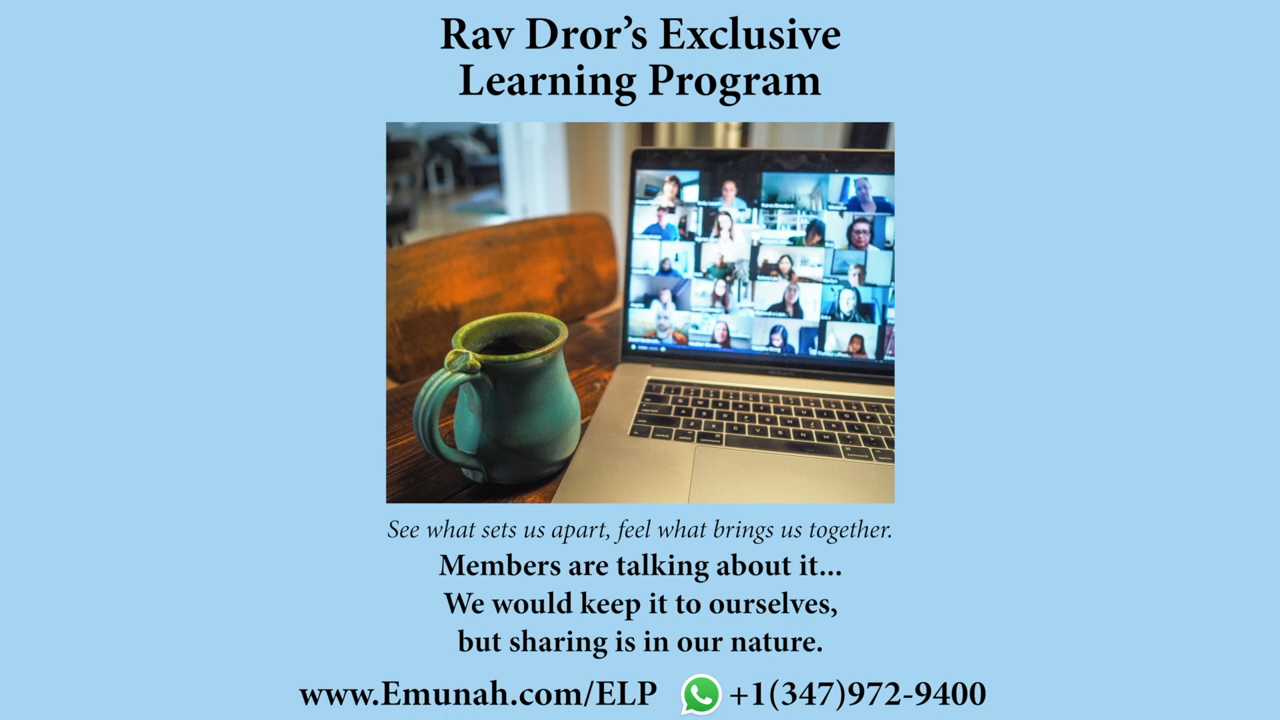 Rav Dror's Exclusive
Learning Program
See what sets us apart, feel what brings us together.
Members are talking about it...
We would keep it to ourselves,
but sharing is in our nature.
www.Emunah.com/ELP +1(347)972-9400